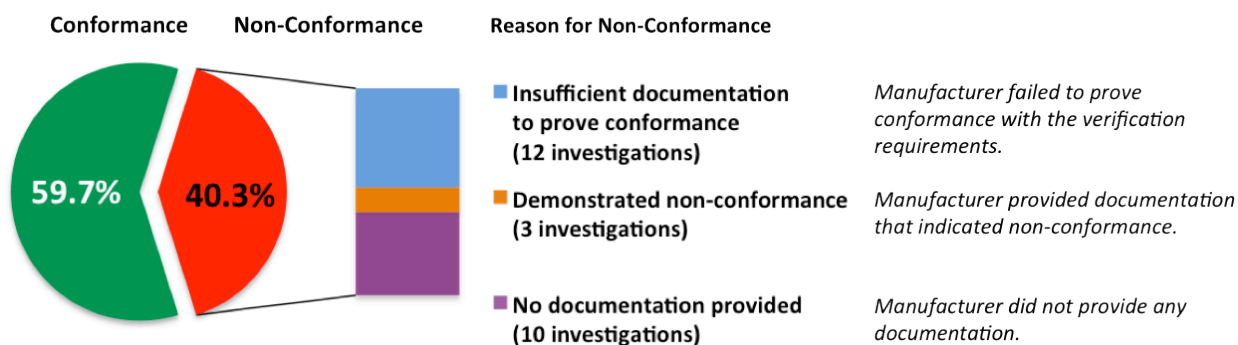 Conformance
Non-Conformance
Reason for Non-Conformance
59.7%
40.3%
Insufficient documentation
to prove conformance
(12 investigations)
Manufacturer failed to prove
conformance with the verification
requirements.
Demonstrated non-conformance
(3 investigations)
Manufacturer provided documentation
that indicated non-conformance.
No documentation provided
(10 investigations)
Manufacturer did not provide any
documentation.